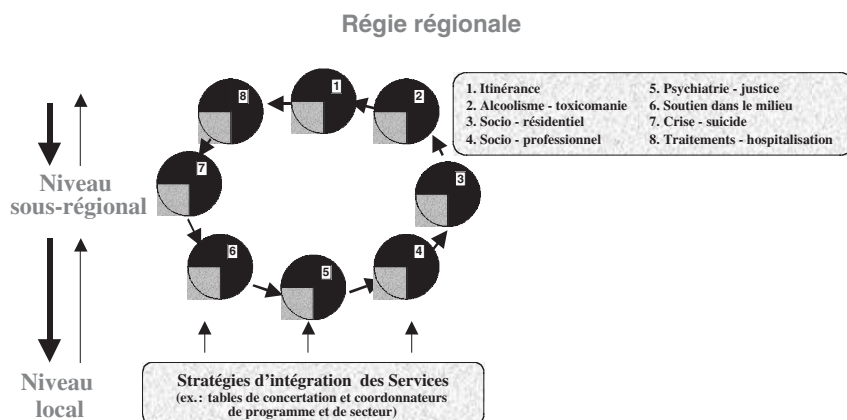 Régie régionale
1
2
3
4
5
6
7
8
1. Itinérance
2. Alcoolisme - toxicomanie
3. Socio - résidentiel
4. Socio - professionnel
5. Psychiatrie - justice
6. Soutien dans le milieu
7. Crise - suicide
8. Traitements - hospitalisation
Niveau
sous-régional
Niveau
local
Stratégies d'intégration des Services
(ex.: tables de concertation et coordonnateurs
de programme et de secteur)